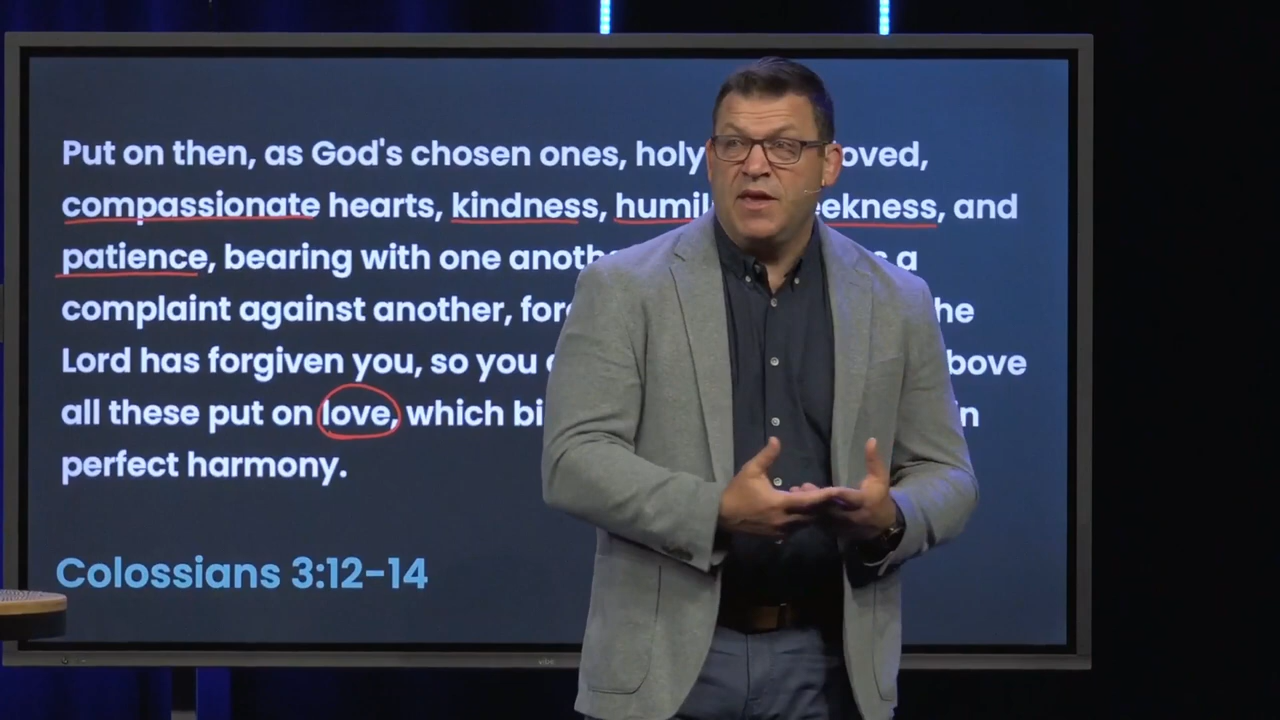 Put on then, as God's chosen ones, holy oved,
compassionate hearts, kindness, humil eekness, and
patience, bearing with one anoth s a
complaint against another, for he
Lord has forgiven you, so you bove
all these put on love, which bi in
perfect harmony.
Colossians 3:12-14
vibe